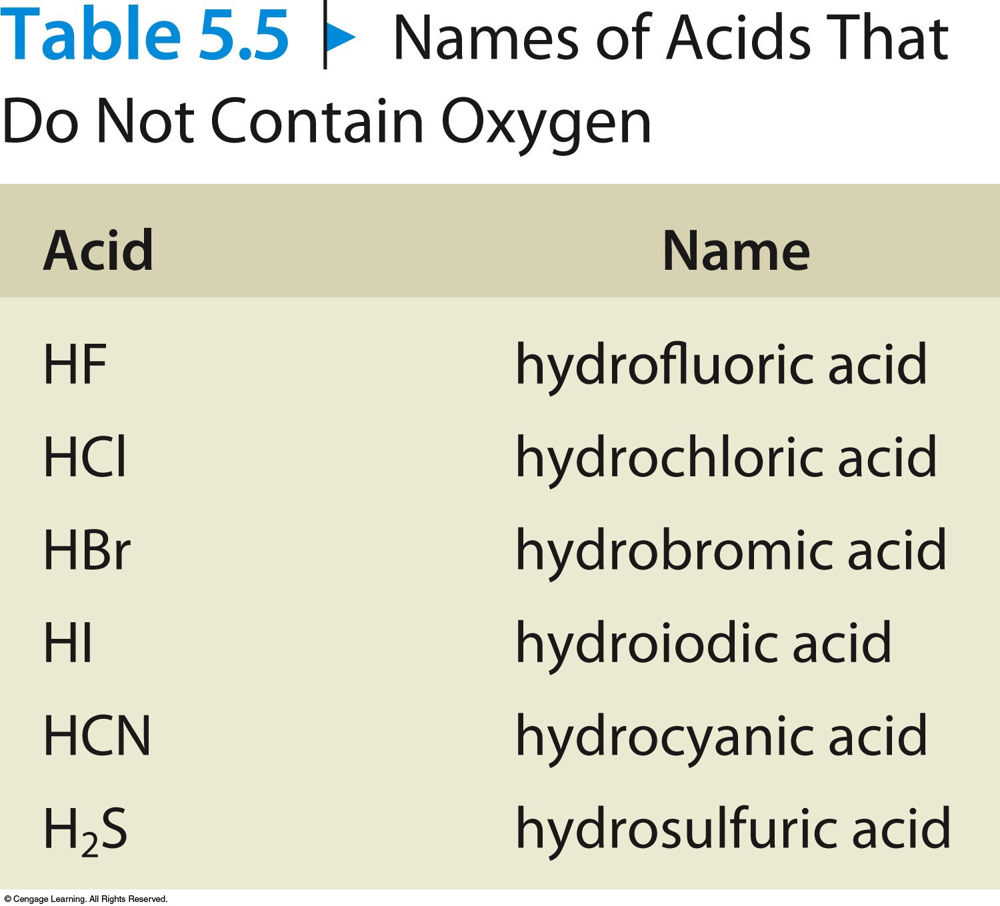 Table 5.5 ▶ Names of Acids That
Do Not Contain Oxygen
Acid Name
HF hydrofluoric acid
HCl hydrochloric acid
HBr hydrobromic acid
HI hydroiodic acid
HCN hydrocyanic acid
H₂S hydrosulfuric acid
© Cengage Learning. All Rights Reserved.